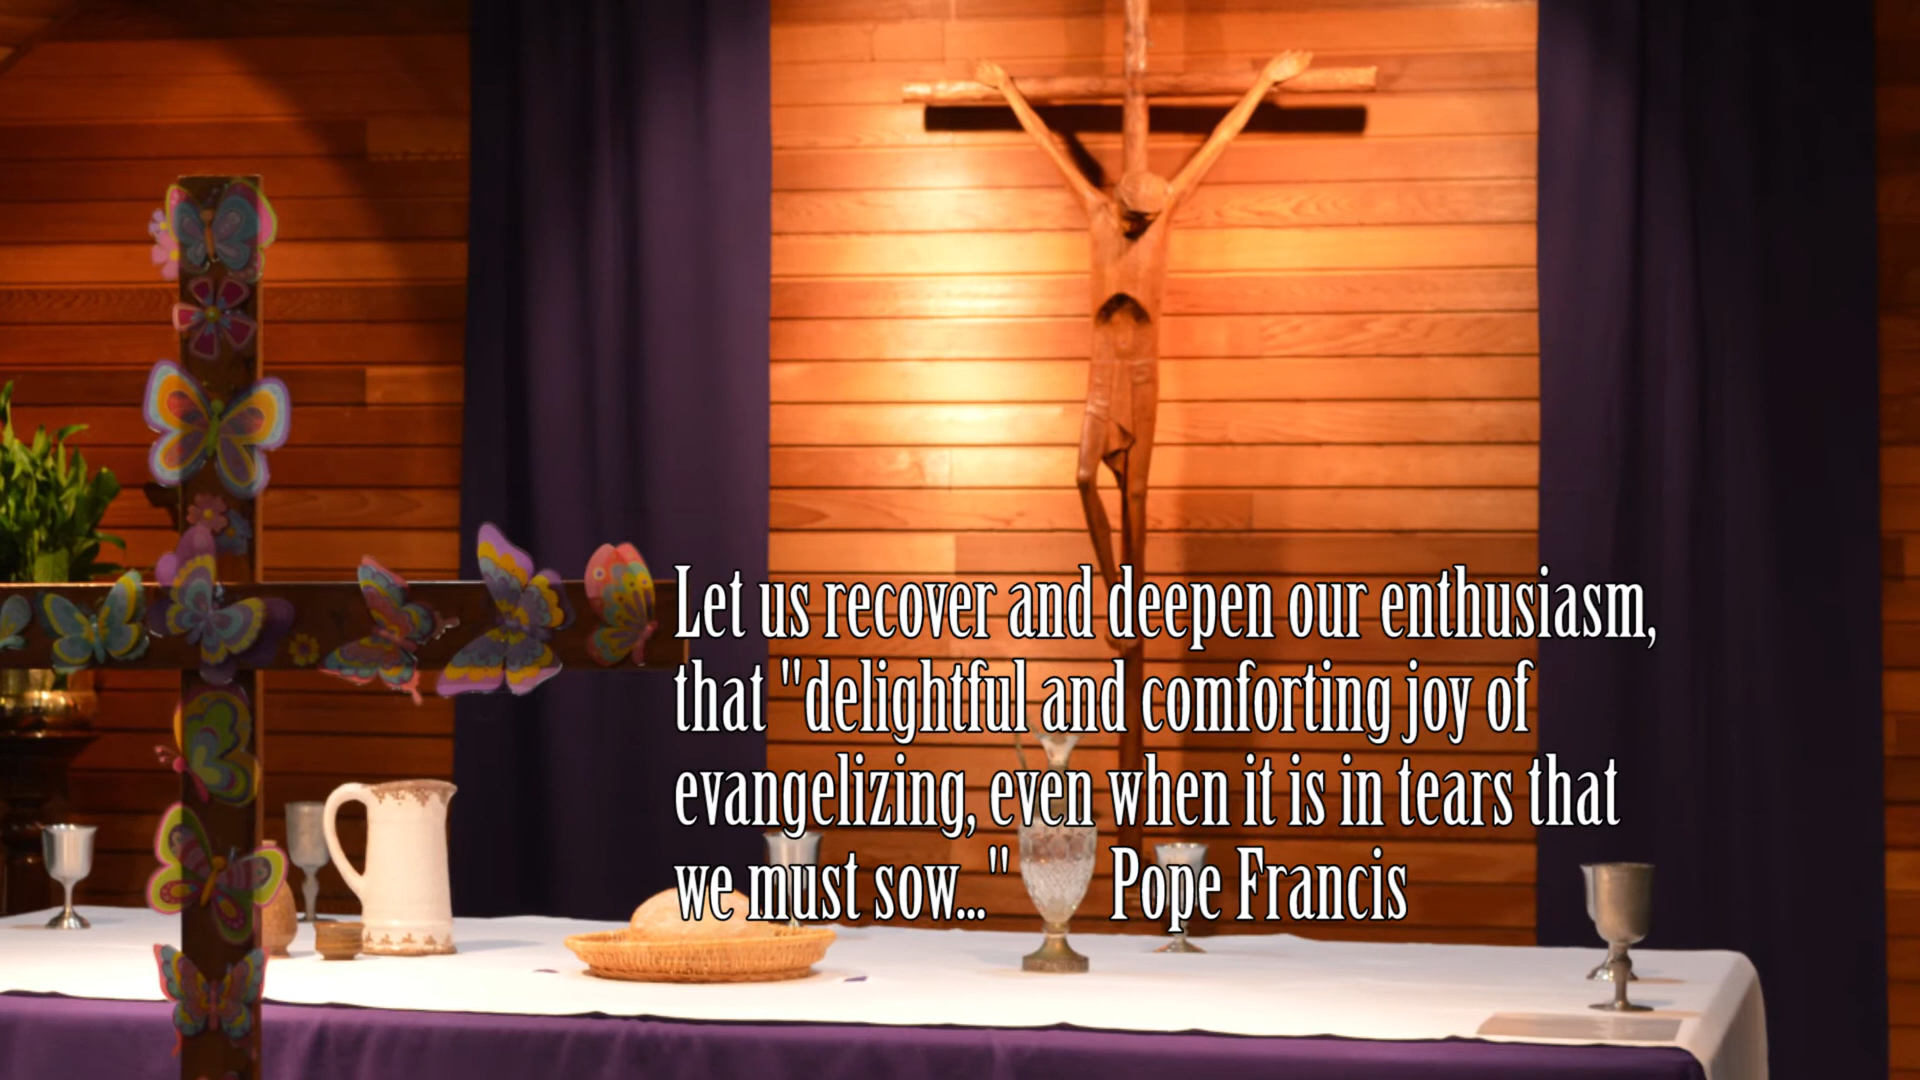 Let us recover and deepen our enthusiasm,
that "delightful and comforting joy of
evangelizing, even when it is in tears that
we must sow..." Pope Francis